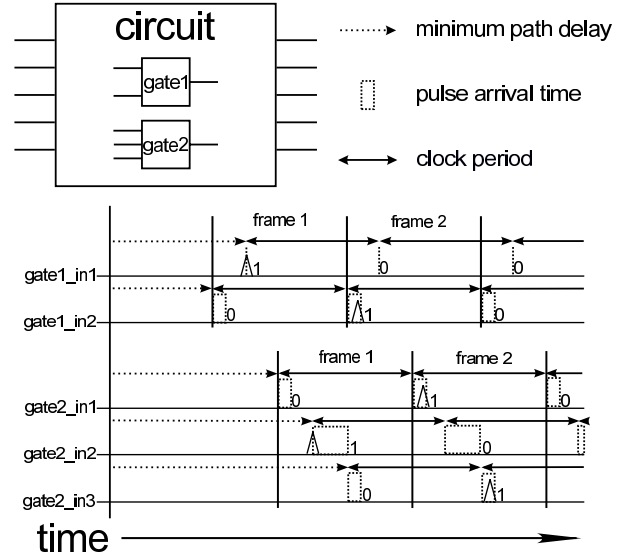 circuit
gate1
gate2
minimum path delay
pulse arrival time
clock period
frame 1 frame 2
gate1_in1 1 0 0
gate1_in2 0 1 0
frame 1 frame 2
gate2_in1 0 1 0
gate2_in2 1 0
gate2_in3 0 1
time